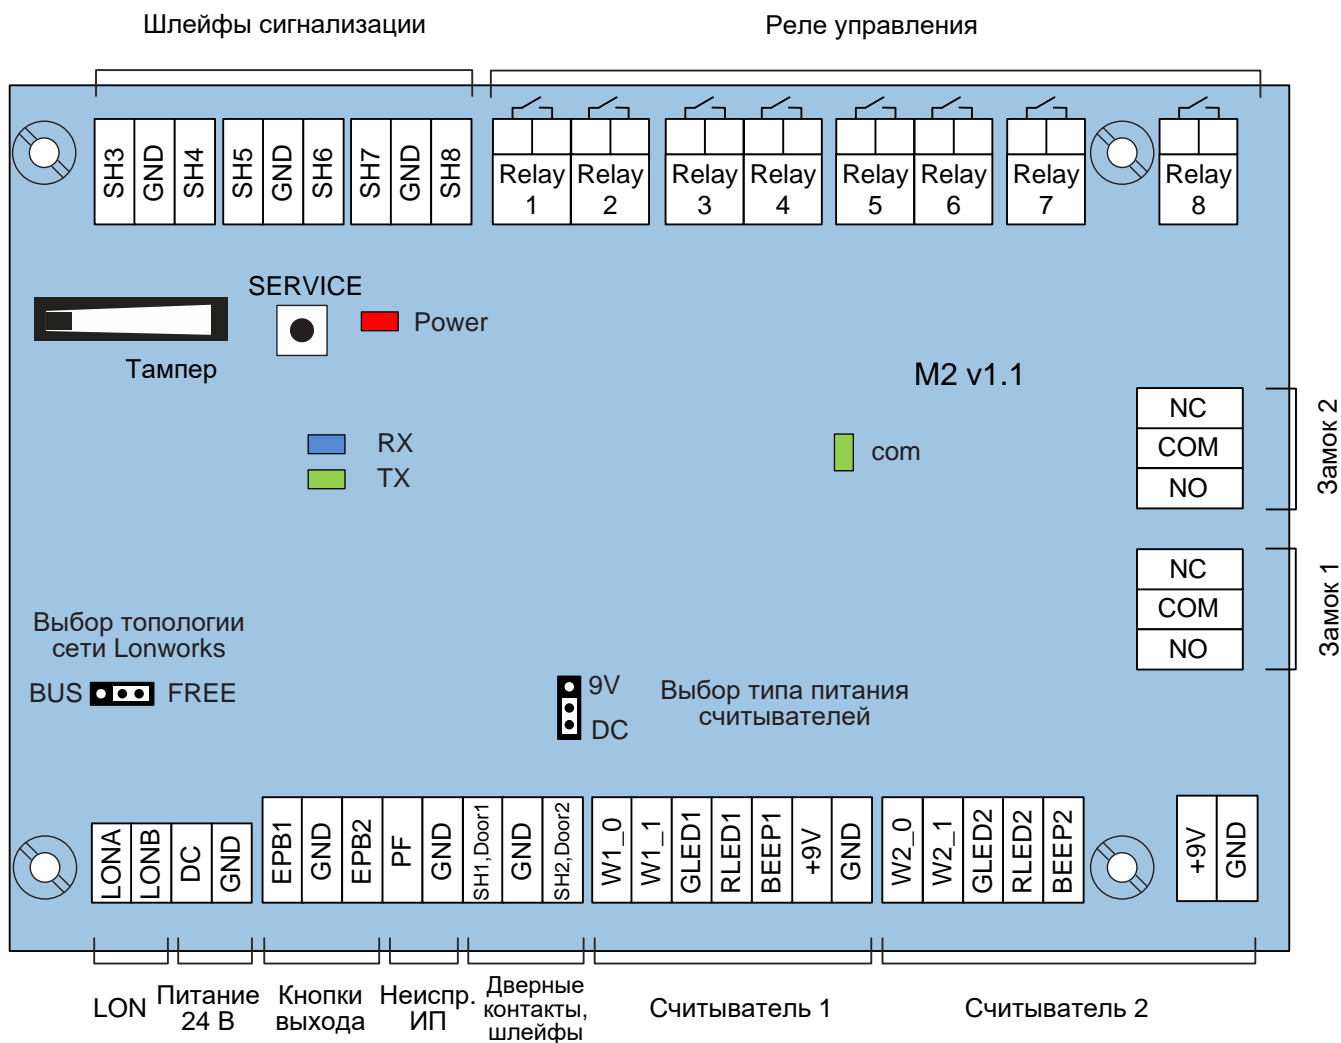 Шлейфы сигнализации
Реле управления
SH3
GND
SH4
SH5
GND
SH6
SH7
GND
SH8
Relay
1
Relay
2
Relay
3
Relay
4
Relay
5
Relay
6
Relay
7
Relay
8
SERVICE
Power
Тампер
M2 v1.1
RX
TX
com
NC
COM
NO
Замок 2
NC
COM
NO
Замок 1
Выбор топологии
сети Lonworks
BUS
FREE
9V
DC
Выбор типа питания
считывателей
LONA
LONB
DC
GND
EPB1
GND
EPB2
PF
GND
SH1,Door1
GND
SH2,Door2
W1_0
W1_1
GLED1
RLED1
BEEP1
+9V
GND
W2_0
W2_1
GLED2
RLED2
BEEP2
+9V
GND
LON
Питание
24 В
Кнопки
выхода
Неиспр.
ИП
Дверные
контакты,
шлейфы
Считыватель 1
Считыватель 2